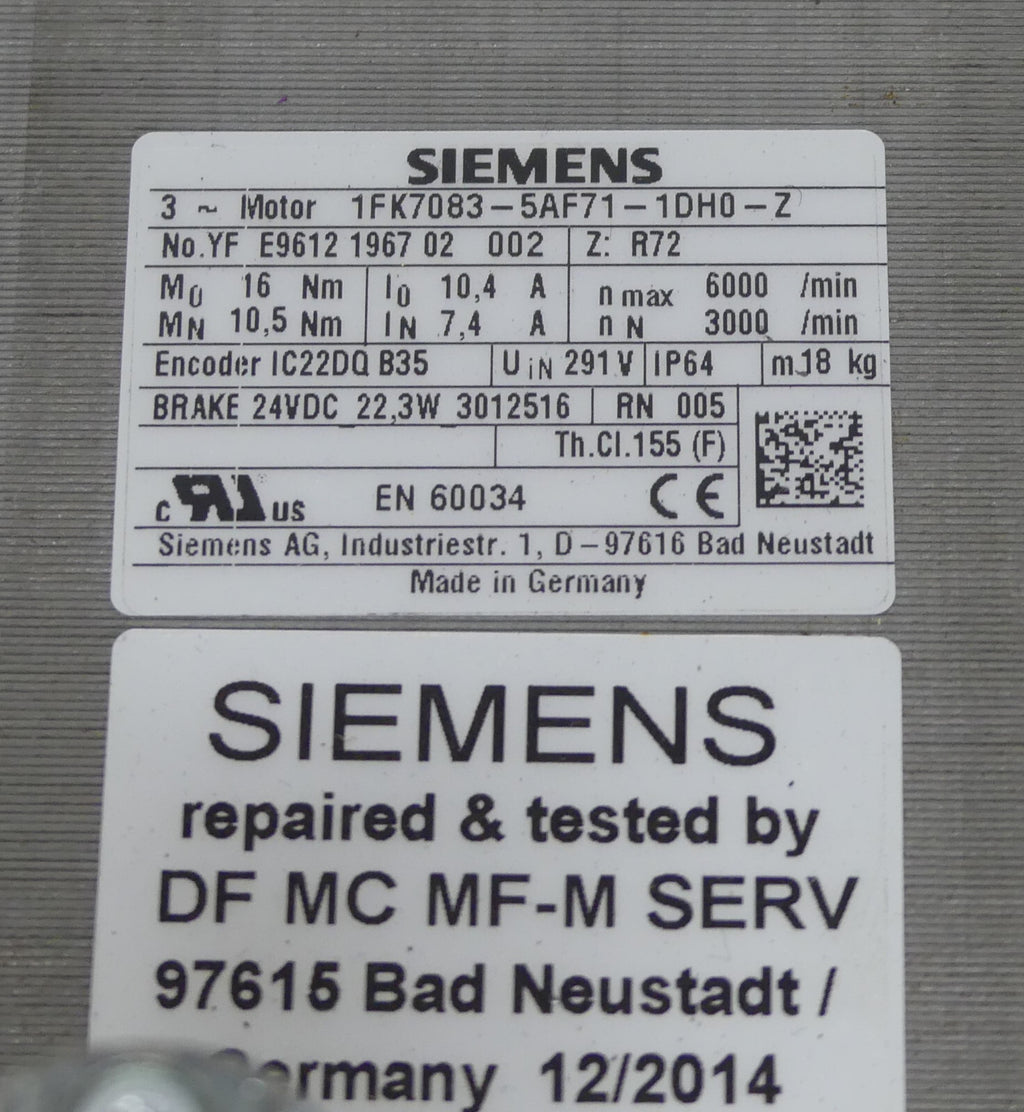 SIEMENS
3 ~ Motor 1FK7083-5AF71-1DH0-Z
No.YF E9612 1967 02 002 Z: R72
M0 16 Nm I0 10,4 A n max 6000 /min
MN 10,5 Nm IN 7,4 A n N 3000 /min
Encoder IC22DQ B35 UiN 291 V IP64 m 18 kg
BRAKE 24VDC 22,3W 3012516 RN 005
Th.Cl.155 (F)
c RU US EN 60034 CE
Siemens AG, Industriestr. 1, D-97616 Bad Neustadt
Made in Germany
SIEMENS
repaired & tested by
DF MC MF-M SERV
97615 Bad Neustadt /
Germany 12/2014